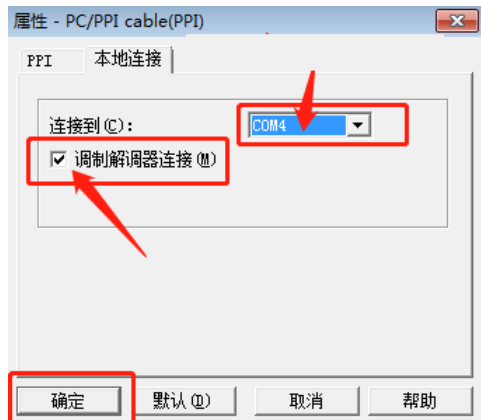 属性 - PC/PPI cable(PPI)
PPI 本地连接
连接到(C): COM4
调制解调器连接(M)
确定 默认(D) 取消 帮助